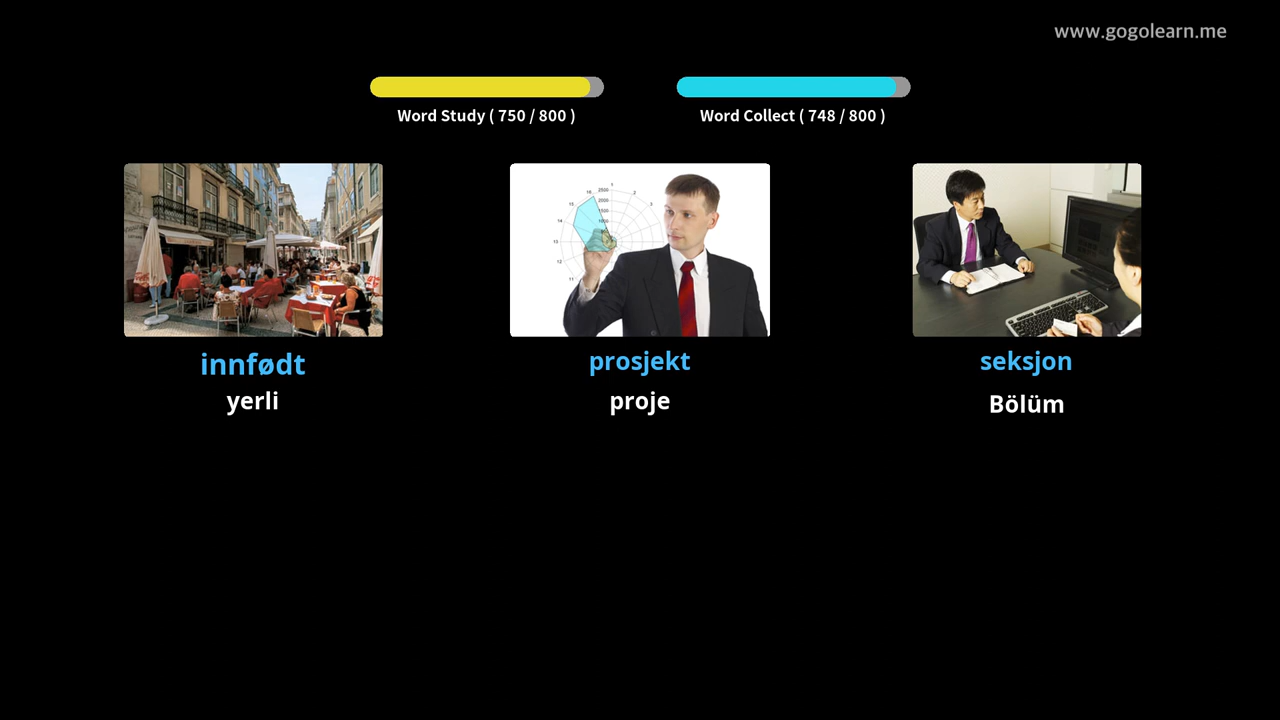 www.gogolearn.me
Word Study ( 750 / 800 )
Word Collect ( 748 / 800 )
innfødt
yerli
prosjekt
proje
seksjon
Bölüm